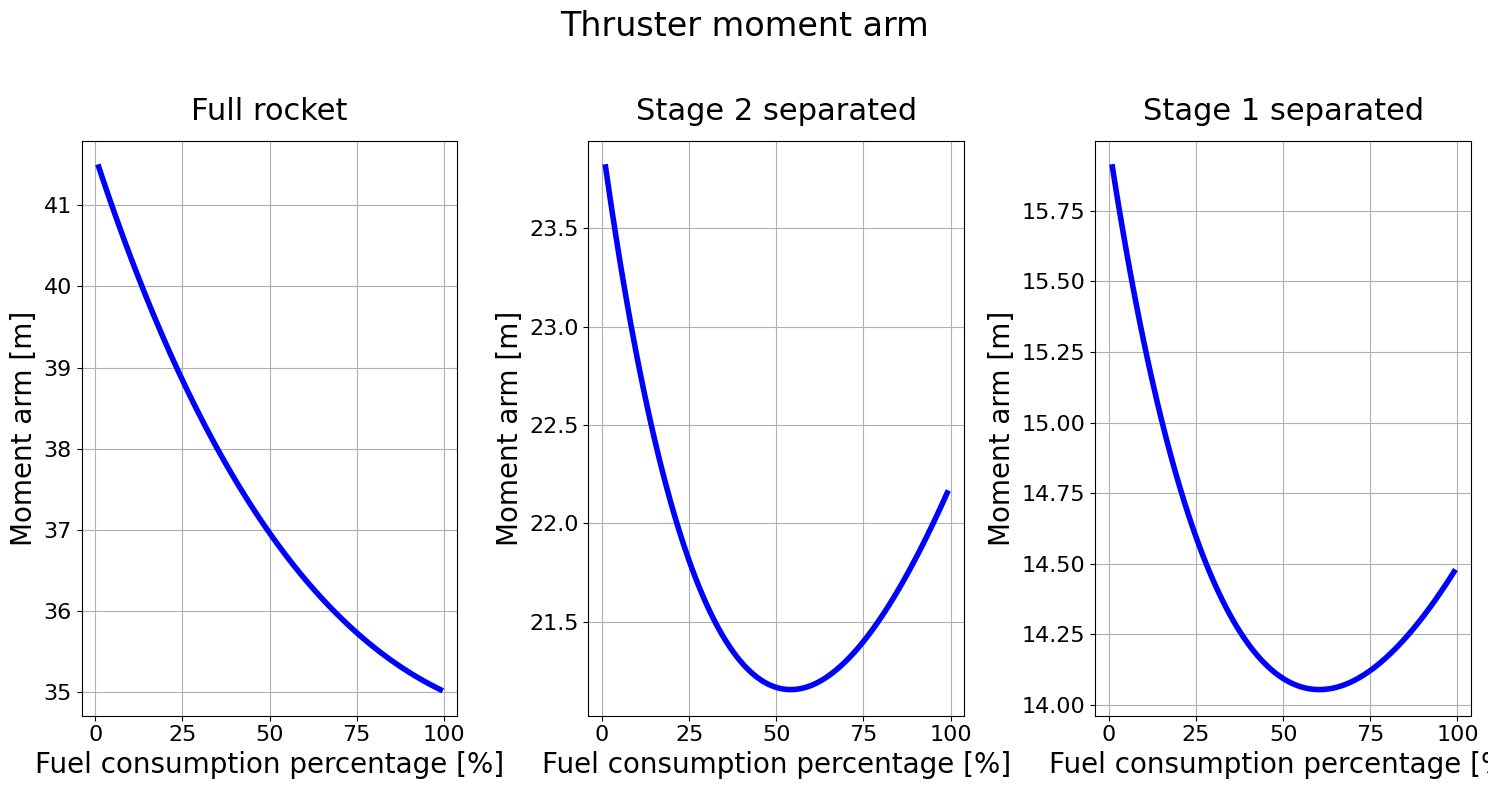 Thruster moment arm
Full rocket
Stage 2 separated
Stage 1 separated
Moment arm [m]
41
40
39
38
37
36
35
0 25 50 75 100
Fuel consumption percentage [%]
Moment arm [m]
23.5
23.0
22.5
22.0
21.5
0 25 50 75 100
Fuel consumption percentage [%]
Moment arm [m]
15.75
15.50
15.25
15.00
14.75
14.50
14.25
14.00
0 25 50 75 100
Fuel consumption percentage [%